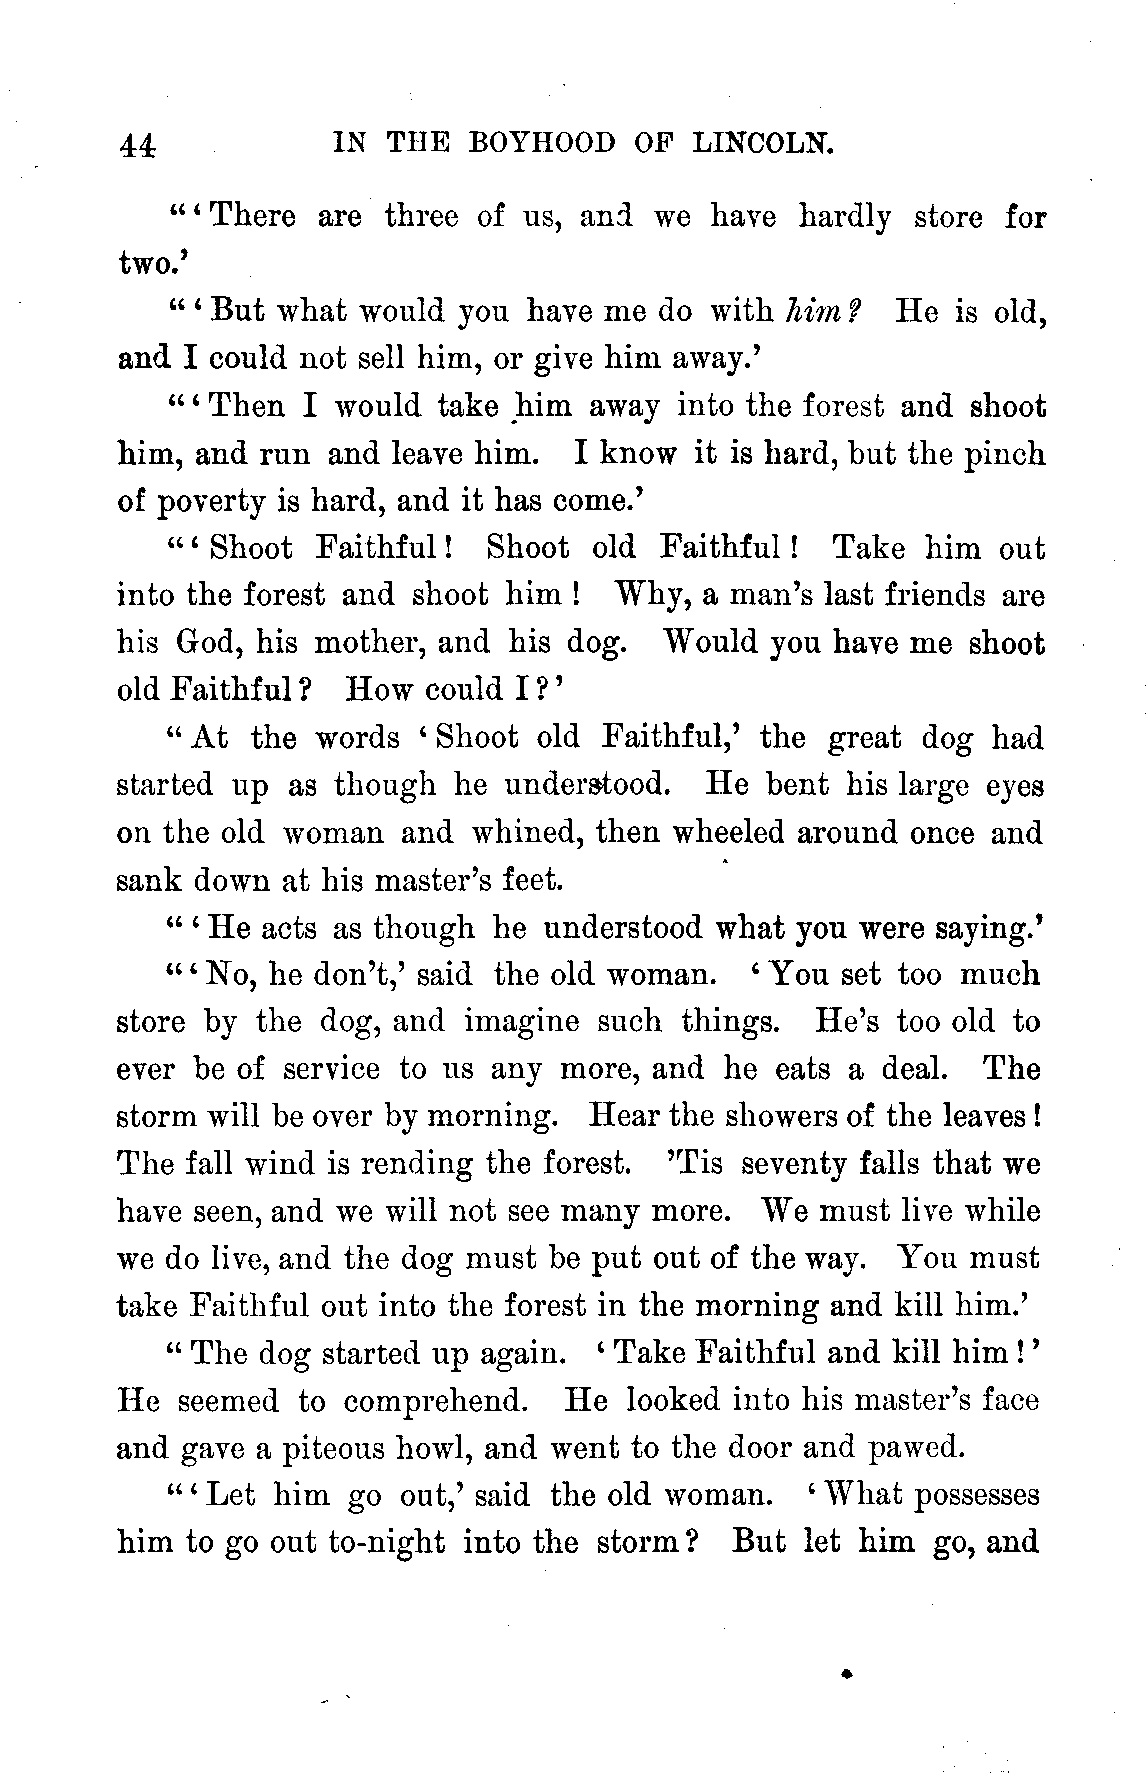 44 IN THE BOYHOOD OF LINCOLN.
"'There are three of us, and we have hardly store for
two.'
"'But what would you have me do with him? He is old,
and I could not sell him, or give him away.'
"'Then I would take him away into the forest and shoot
him, and run and leave him. I know it is hard, but the pinch
of poverty is hard, and it has come.'
"'Shoot Faithful! Shoot old Faithful! Take him out
into the forest and shoot him! Why, a man's last friends are
his God, his mother, and his dog. Would you have me shoot
old Faithful? How could I?'
"At the words 'Shoot old Faithful,' the great dog had
started up as though he understood. He bent his large eyes
on the old woman and whined, then wheeled around once and
sank down at his master's feet.
"'He acts as though he understood what you were saying.'
"'No, he don't,' said the old woman. 'You set too much
store by the dog, and imagine such things. He's too old to
ever be of service to us any more, and he eats a deal. The
storm will be over by morning. Hear the showers of the leaves!
The fall wind is rending the forest. 'Tis seventy falls that we
have seen, and we will not see many more. We must live while
we do live, and the dog must be put out of the way. You must
take Faithful out into the forest in the morning and kill him.'
"The dog started up again. 'Take Faithful and kill him!'
He seemed to comprehend. He looked into his master's face
and gave a piteous howl, and went to the door and pawed.
"'Let him go out,' said the old woman. 'What possesses
him to go out to-night into the storm? But let him go, and